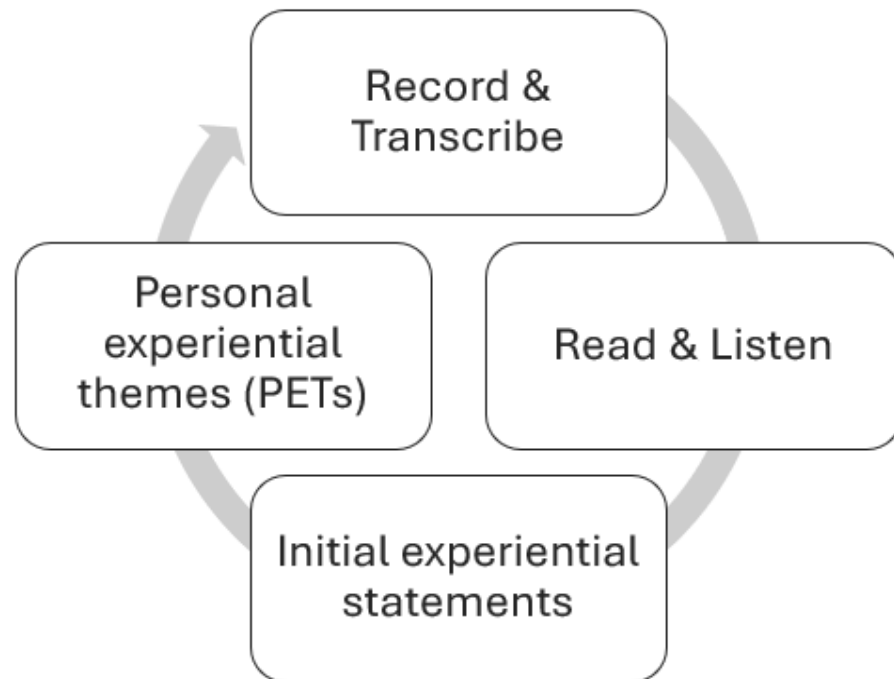 Record &
Transcribe
Read & Listen
Initial experiential
statements
Personal
experiential
themes (PETs)